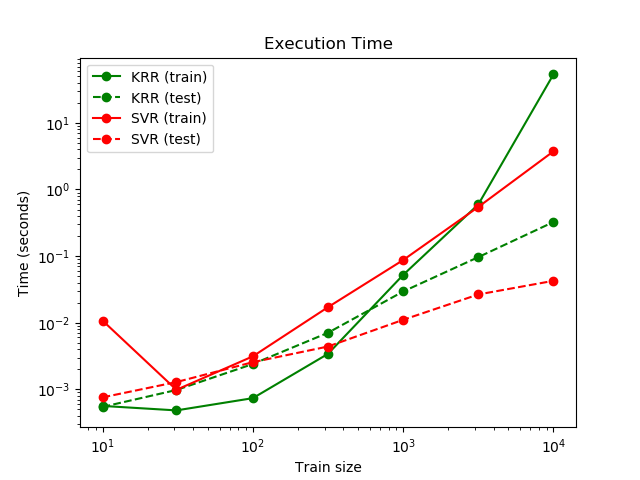 Execution Time
KRR (train)
KRR (test)
SVR (train)
SVR (test)
Time (seconds)
10¹
10⁰
10⁻¹
10⁻²
10⁻³
10¹ 10² 10³ 10⁴
Train size